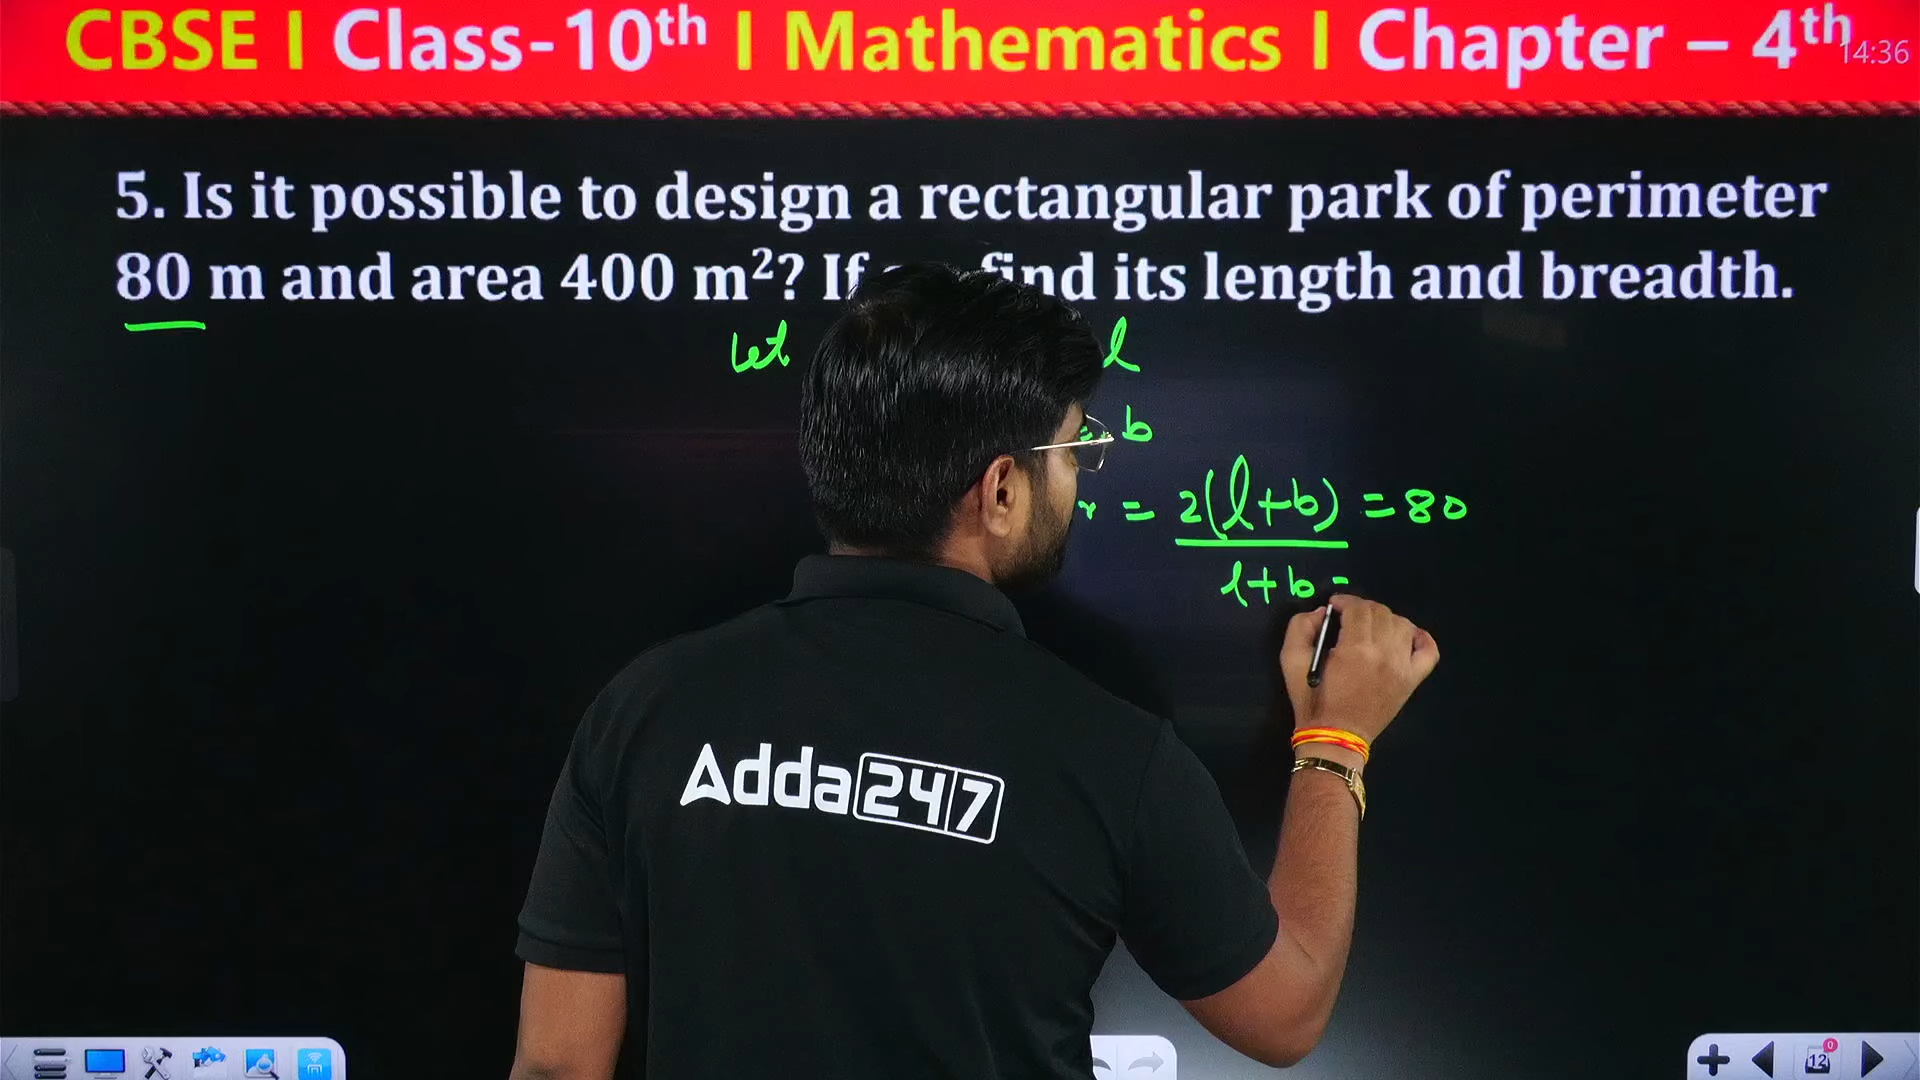 CBSE I Class-10th I Mathematics I Chapter – 4th
14:36
5. Is it possible to design a rectangular park of perimeter
80 m and area 400 m²? If find its length and breadth.
Let l
= b
r = 2(l+b) = 80
l+b =
Adda247
12
0